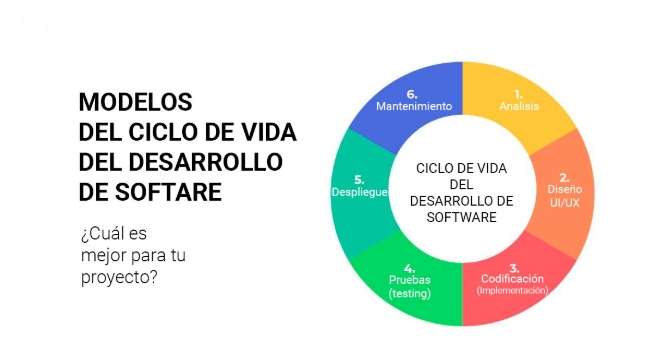 MODELOS
DEL CICLO DE VIDA
DEL DESARROLLO
DE SOFTARE
¿Cuál es
mejor para tu
proyecto?
CICLO DE VIDA
DEL
DESARROLLO DE
SOFTWARE
1.
Analisis
2.
Diseño
UI/UX
3.
Codificación
(Implementación)
4.
Pruebas
(testing)
5.
Despliegue
6.
Mantenimiento